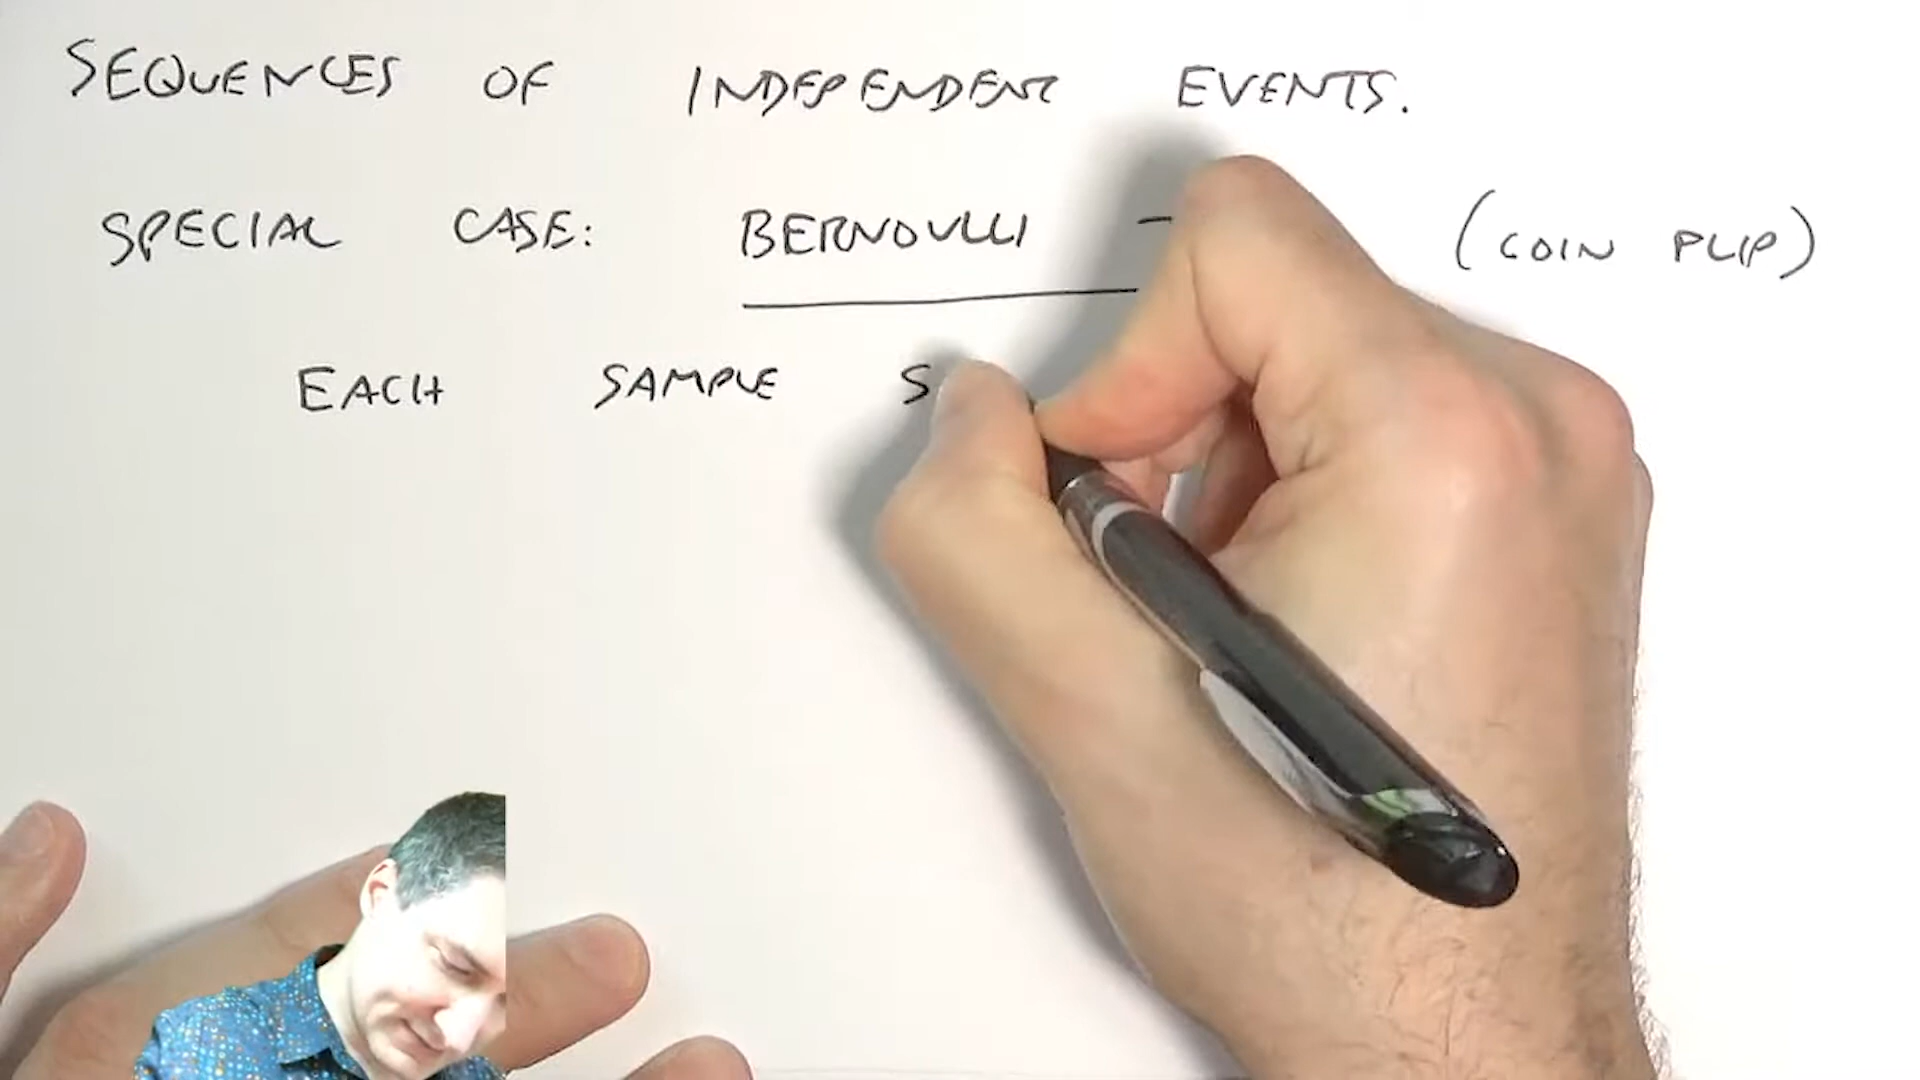 SEQUENCES OF INDEPENDENT EVENTS.
SPECIAL CASE: BERNOULLI (COIN FLIP)
EACH SAMPLE S